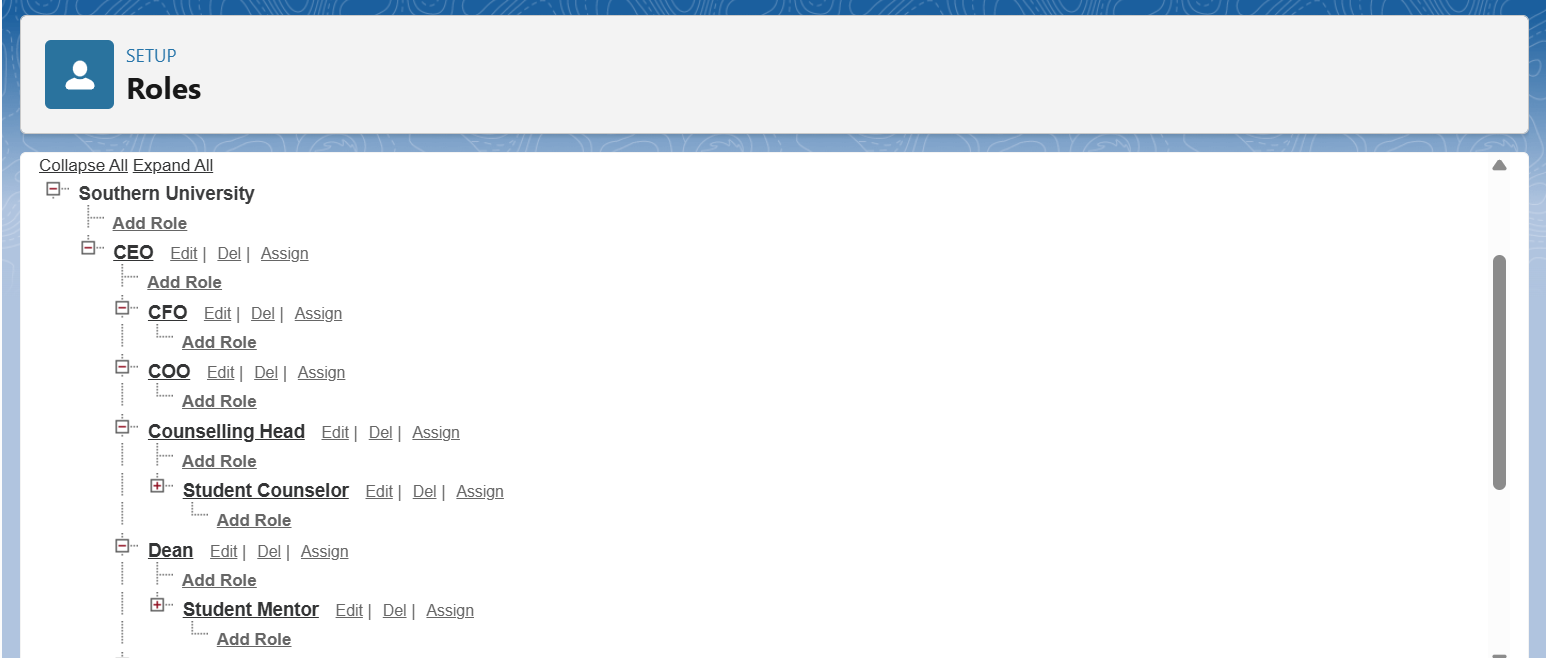 SETUP
Roles
Collapse All Expand All
Southern University
Add Role
CEO Edit | Del | Assign
Add Role
CFO Edit | Del | Assign
Add Role
COO Edit | Del | Assign
Add Role
Counselling Head Edit | Del | Assign
Add Role
Student Counselor Edit | Del | Assign
Add Role
Dean Edit | Del | Assign
Add Role
Student Mentor Edit | Del | Assign
Add Role